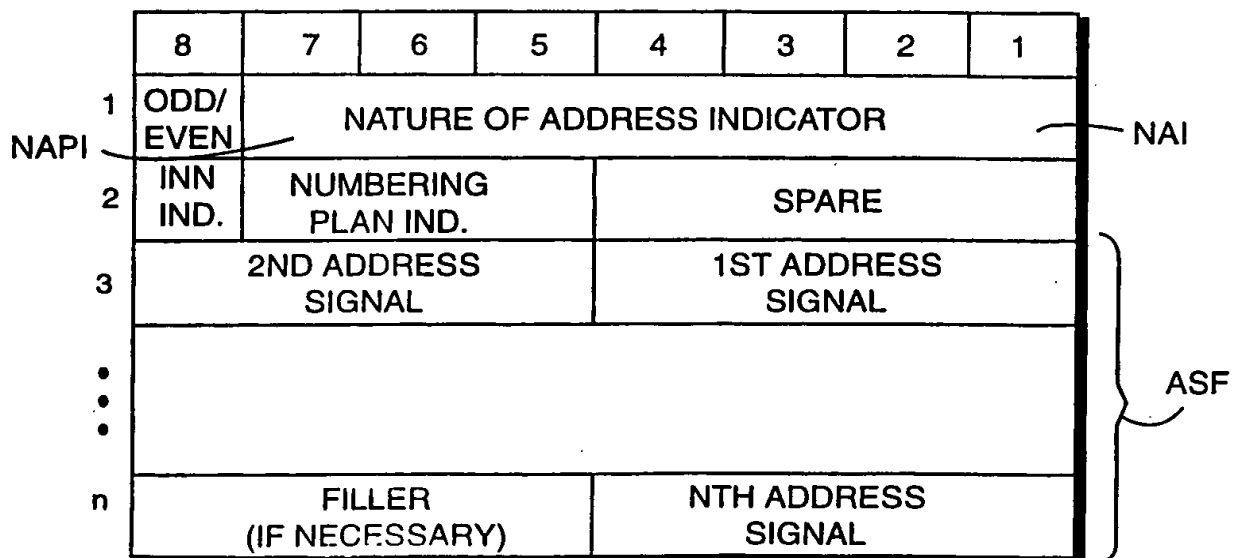 8 7 6 5 4 3 2 1
1 ODD/ EVEN NATURE OF ADDRESS INDICATOR NAI
NAPI
2 INN IND. NUMBERING PLAN IND. SPARE
3 2ND ADDRESS SIGNAL 1ST ADDRESS SIGNAL
ASF
n FILLER (IF NECESSARY) NTH ADDRESS SIGNAL